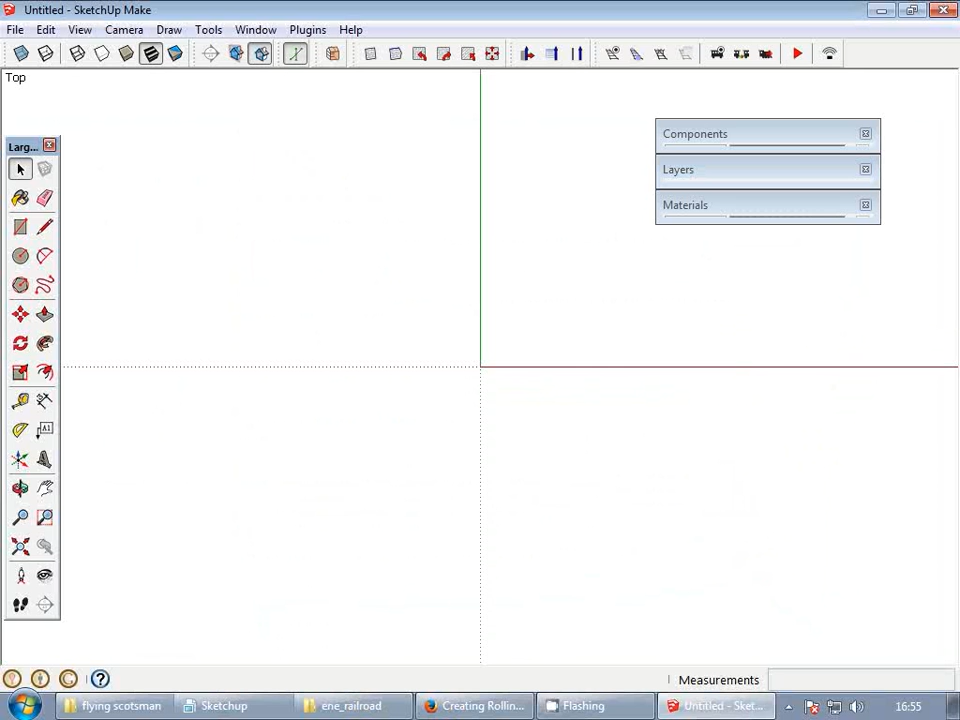 Untitled - SketchUp Make
File Edit View Camera Draw Tools Window Plugins Help
Top
Larg...
Components
Layers
Materials
A1
Measurements
flying scotsman
Sketchup
ene_railroad
Creating Rollin...
Flashing
Untitled - Sket...
16:55